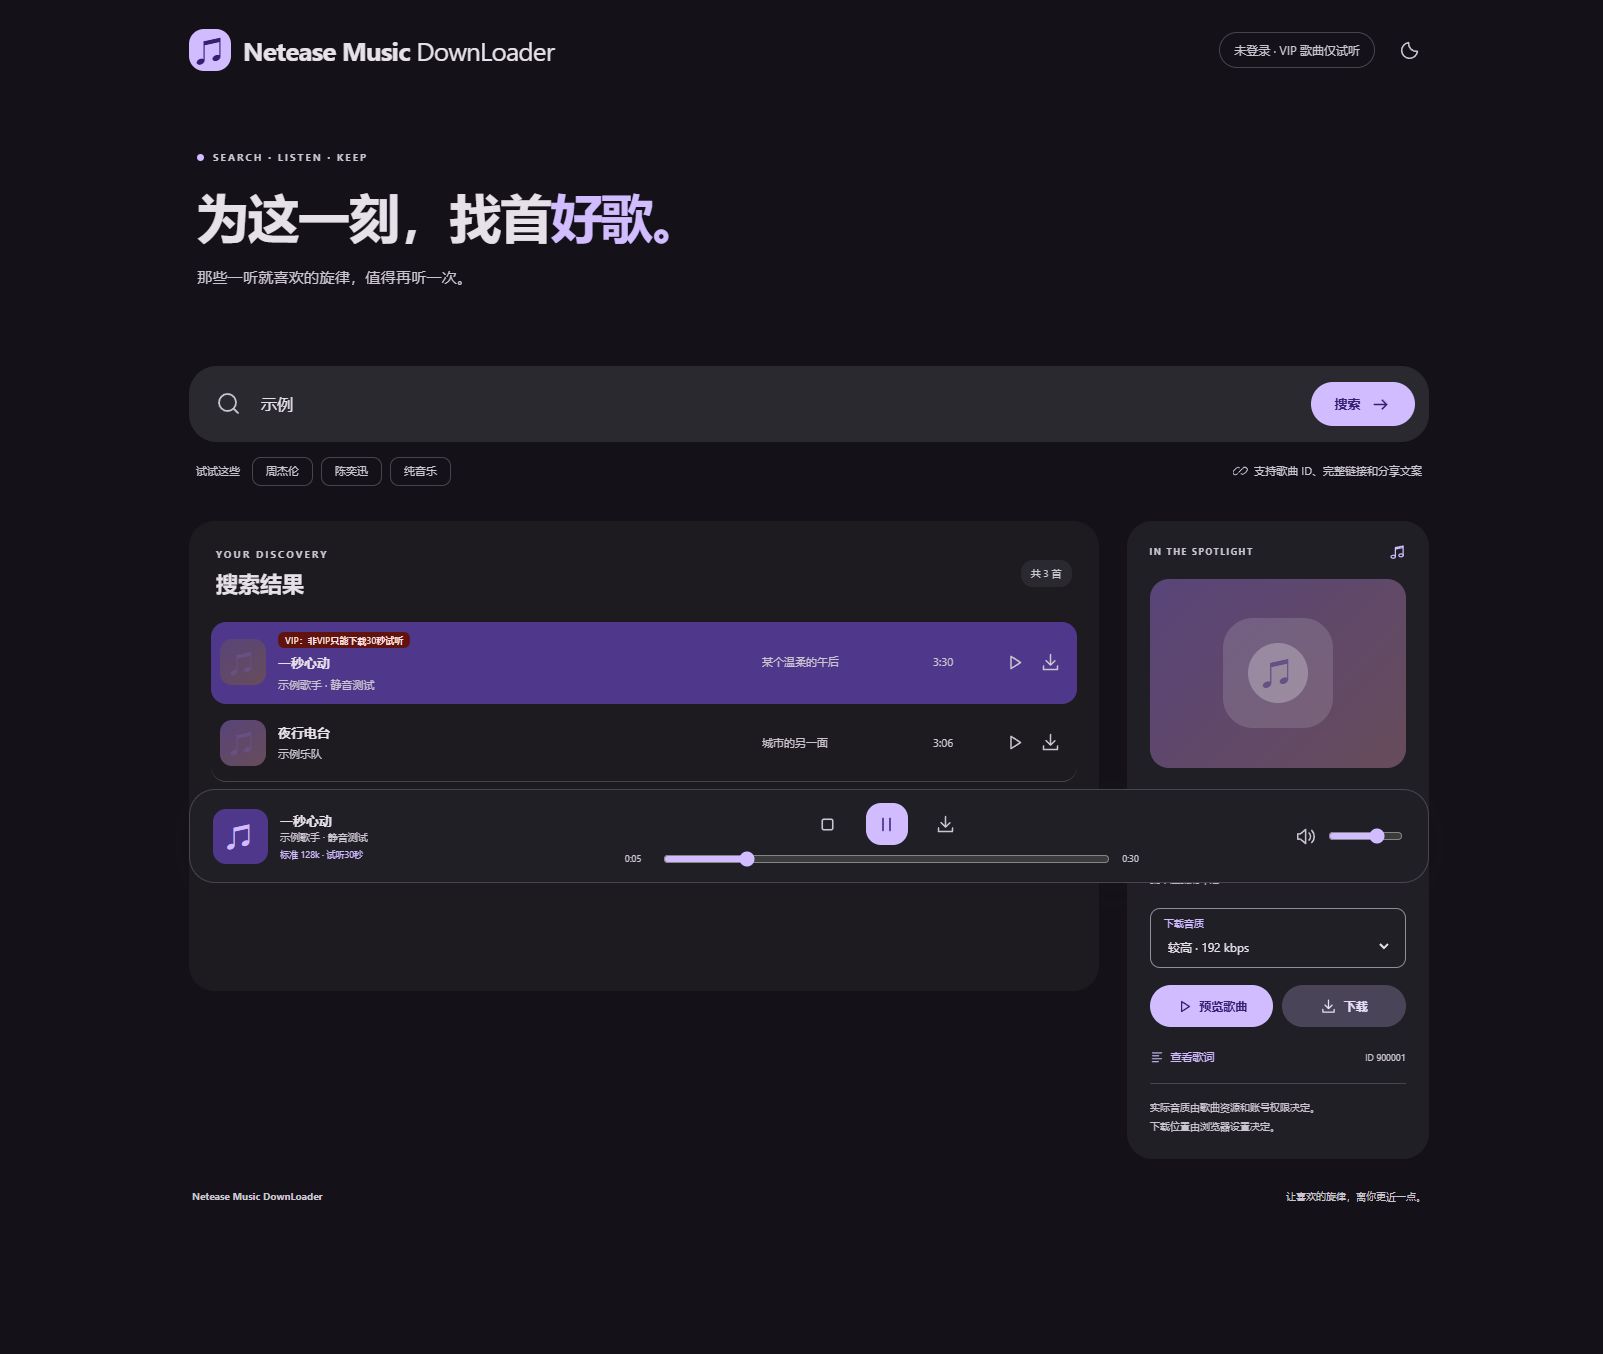 Netease Music DownLoader
未登录 · VIP 歌曲仅试听
SEARCH · LISTEN · KEEP
为这一刻，找首好歌。
那些一听就喜欢的旋律，值得再听一次。
示例
搜索
试试这些
周杰伦
陈奕迅
纯音乐
支持歌曲 ID、完整链接和分享文案
YOUR DISCOVERY
搜索结果
共 3 首
VIP：非VIP只能下载30秒试听
一秒心动
示例歌手 · 静音测试
某个温柔的午后
3:30
夜行电台
示例乐队
城市的另一面
3:06
IN THE SPOTLIGHT
一秒心动
示例歌手 · 静音测试
标准 128k · 试听30秒
0:05
0:30
下载音质
较高 · 192 kbps
预览歌曲
下载
查看歌词
ID 900001
实际音质由歌曲资源和账号权限决定。
下载位置由浏览器设置决定。
Netease Music DownLoader
让喜欢的旋律，离你更近一点。